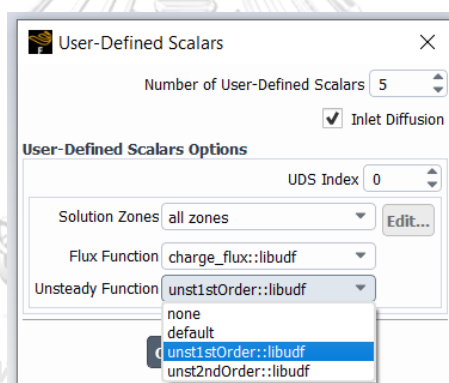 User-Defined Scalars
Number of User-Defined Scalars 5
Inlet Diffusion
User-Defined Scalars Options
UDS Index 0
Solution Zones all zones Edit...
Flux Function charge_flux::libudf
Unsteady Function unst1stOrder::libudf
none
default
unst1stOrder::libudf
unst2ndOrder::libudf